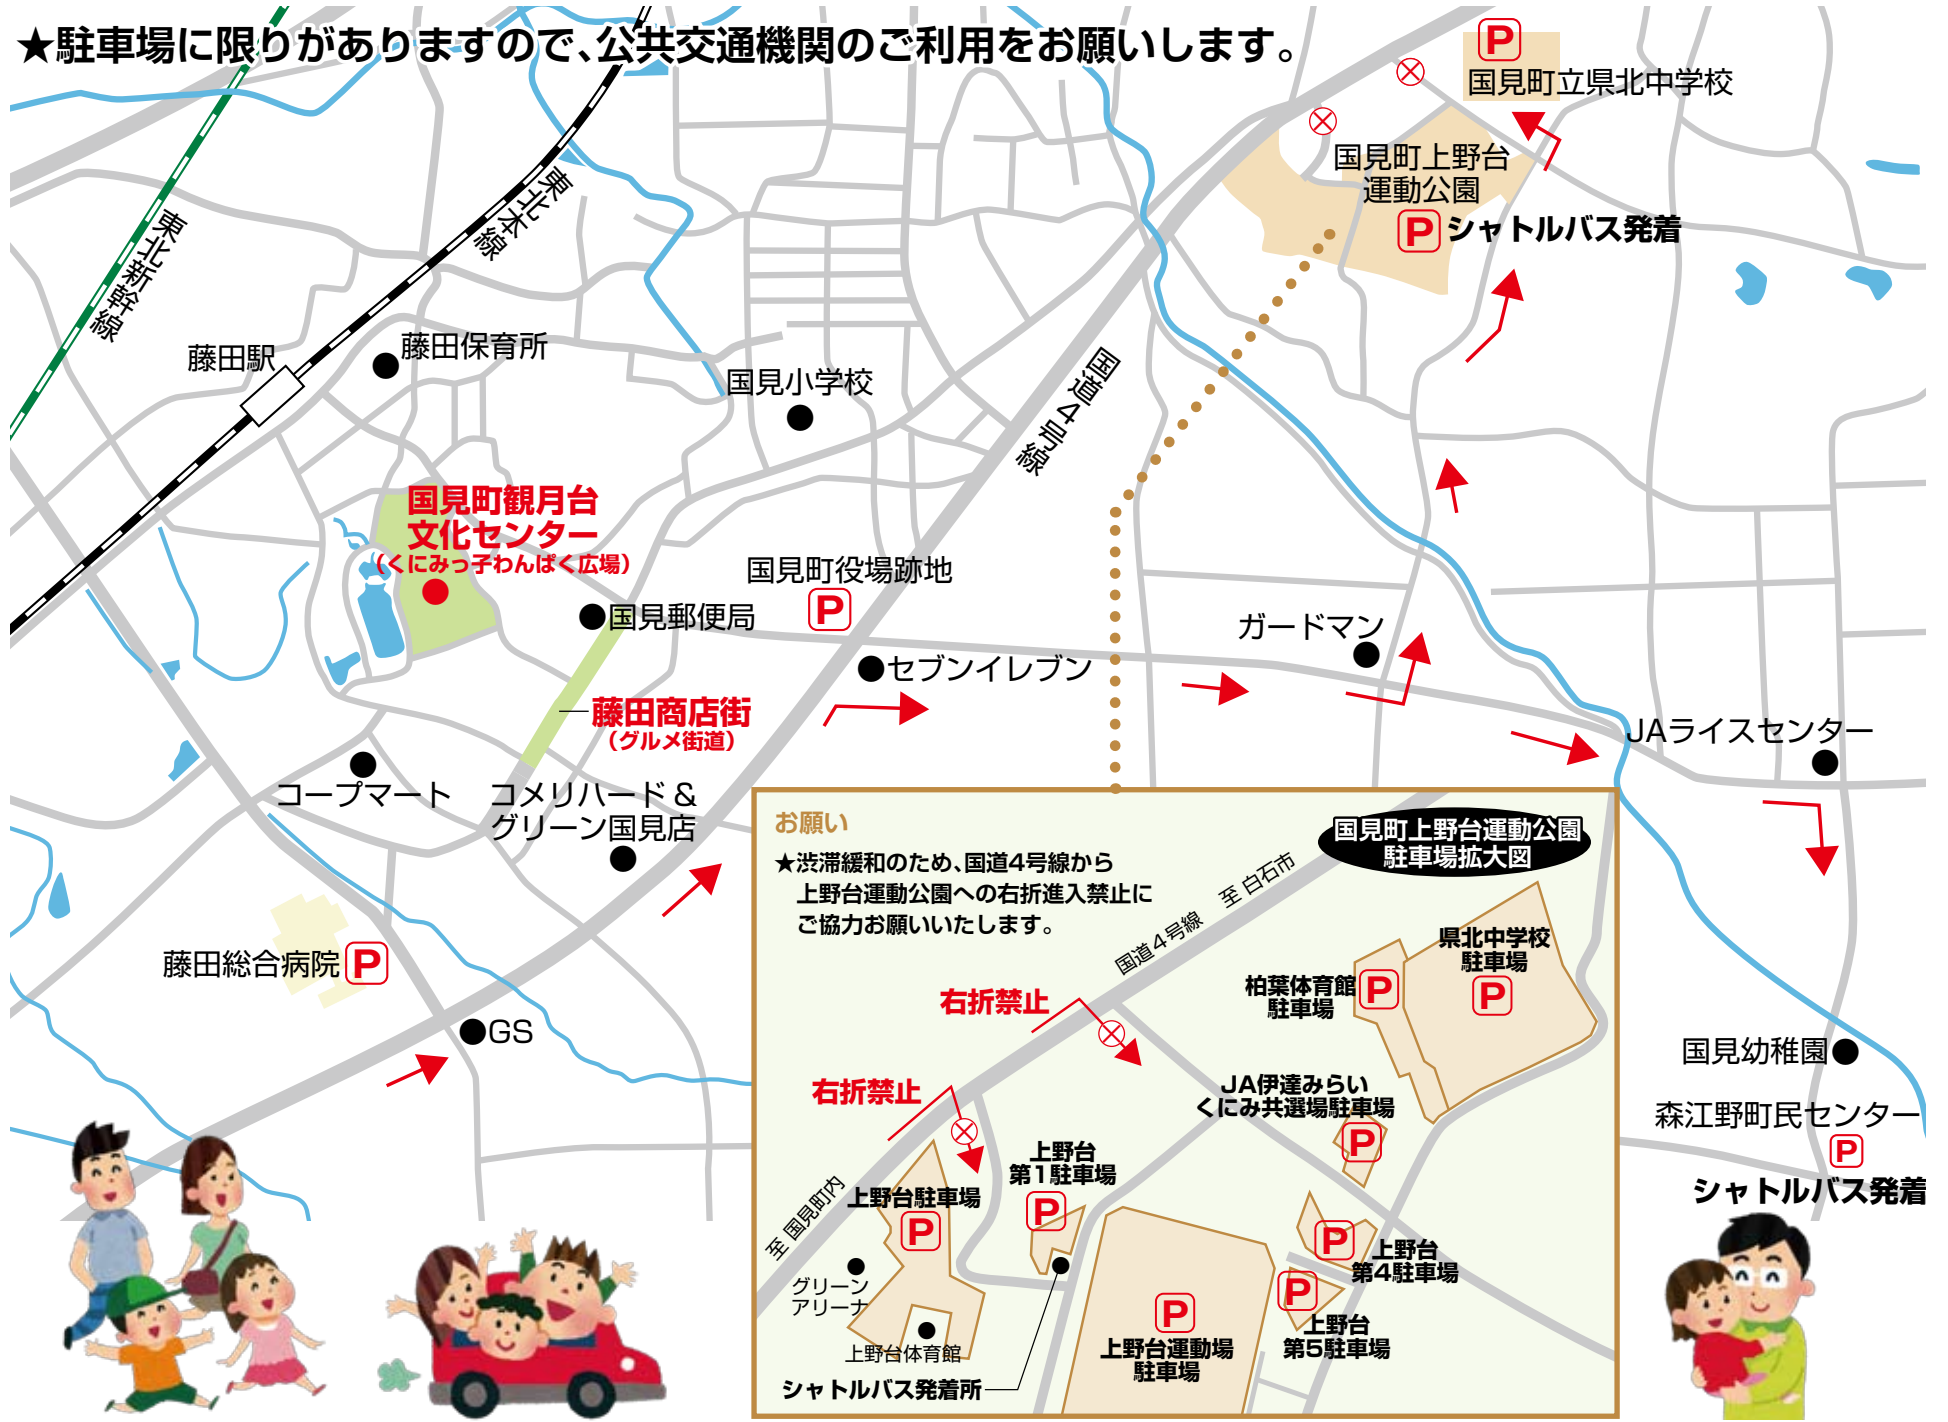 ★駐車場に限りがありますので、公共交通機関のご利用をお願いします。
P
国見町立県北中学校
国見町上野台
運動公園
P シャトルバス発着
東北新幹線
東北本線
藤田駅
藤田保育所
国見小学校
国道4号線
国見町観月台
文化センター
(くにみっ子わんぱく広場)
国見町役場跡地
P
国見郵便局
セブンイレブン
ガードマン
藤田商店街
(グルメ街道)
JAライスセンター
コープマート
コメリハード&
グリーン国見店
藤田総合病院 P
GS
国見幼稚園
森江野町民センター
P
シャトルバス発着
お願い
★渋滞緩和のため、国道4号線から
上野台運動公園への右折進入禁止に
ご協力お願いいたします。
国見町上野台運動公園
駐車場拡大図
至 白石市
国道4号線
県北中学校
駐車場
P
柏葉体育館
駐車場
P
右折禁止
右折禁止
JA伊達みらい
くにみ共選場駐車場
P
上野台
第1駐車場
P
上野台駐車場
P
至 国見町内
グリーン
アリーナ
上野台体育館
シャトルバス発着所
P
上野台運動場
駐車場
P
上野台
第4駐車場
P
上野台
第5駐車場